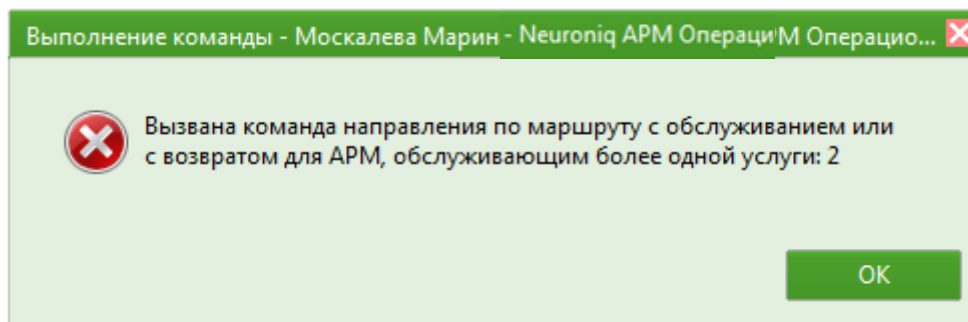 Выполнение команды - Москалева Марин - Neuroniq АРМ Операци М Операцио...
Вызвана команда направления по маршруту с обслуживанием или
с возвратом для АРМ, обслуживающим более одной услуги: 2
ОК